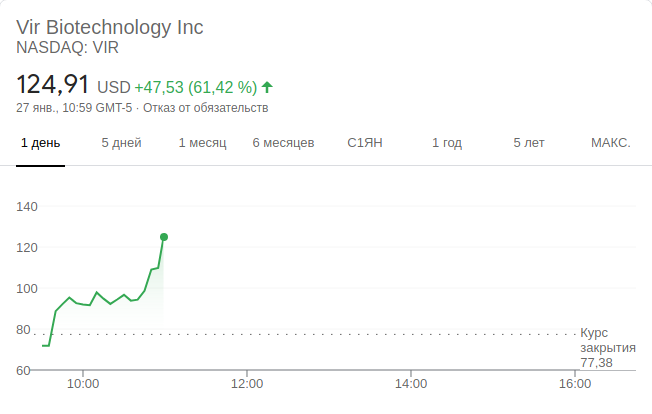 Vir Biotechnology Inc
NASDAQ: VIR
124,91 USD +47,53 (61,42 %)
27 янв., 10:59 GMT-5 · Отказ от обязательств
1 день 5 дней 1 месяц 6 месяцев С1ЯН 1 год 5 лет МАКС.
140
120
100
80
60
Курс
закрытия
77,38
10:00 12:00 14:00 16:00